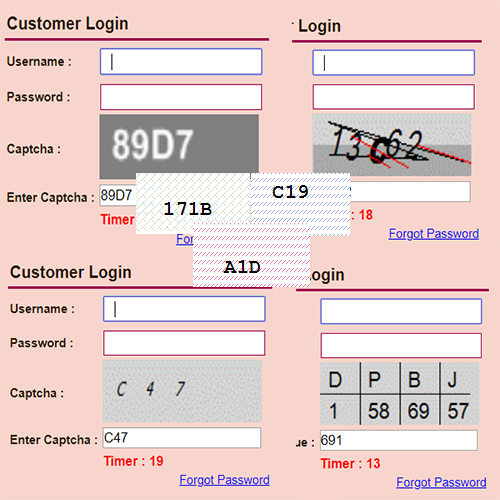 Customer Login
Username :
Password :
Captcha :
89D7
Enter Captcha :
89D7
Timer
Login
13c62
: 18
Forgot Password
171B
C19
A1D
Customer Login
Username :
Password :
Captcha :
C 4 7
Enter Captcha :
C47
Timer : 19
Forgot Password
Login
D P B J
1 58 69 57
ue :
691
Timer : 13
Forgot Password